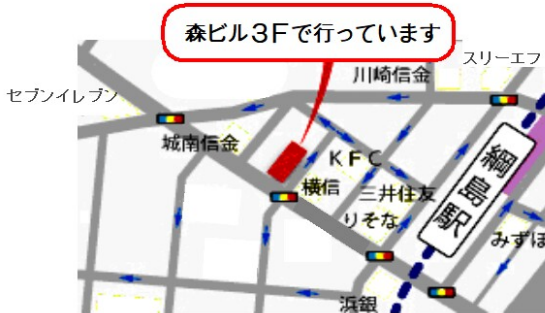 森ビル３Fで行っています
スリーエフ
川崎信金
セブンイレブン
城南信金
KFC
横信
三井住友
りそな
綱島駅
みずほ
浜銀